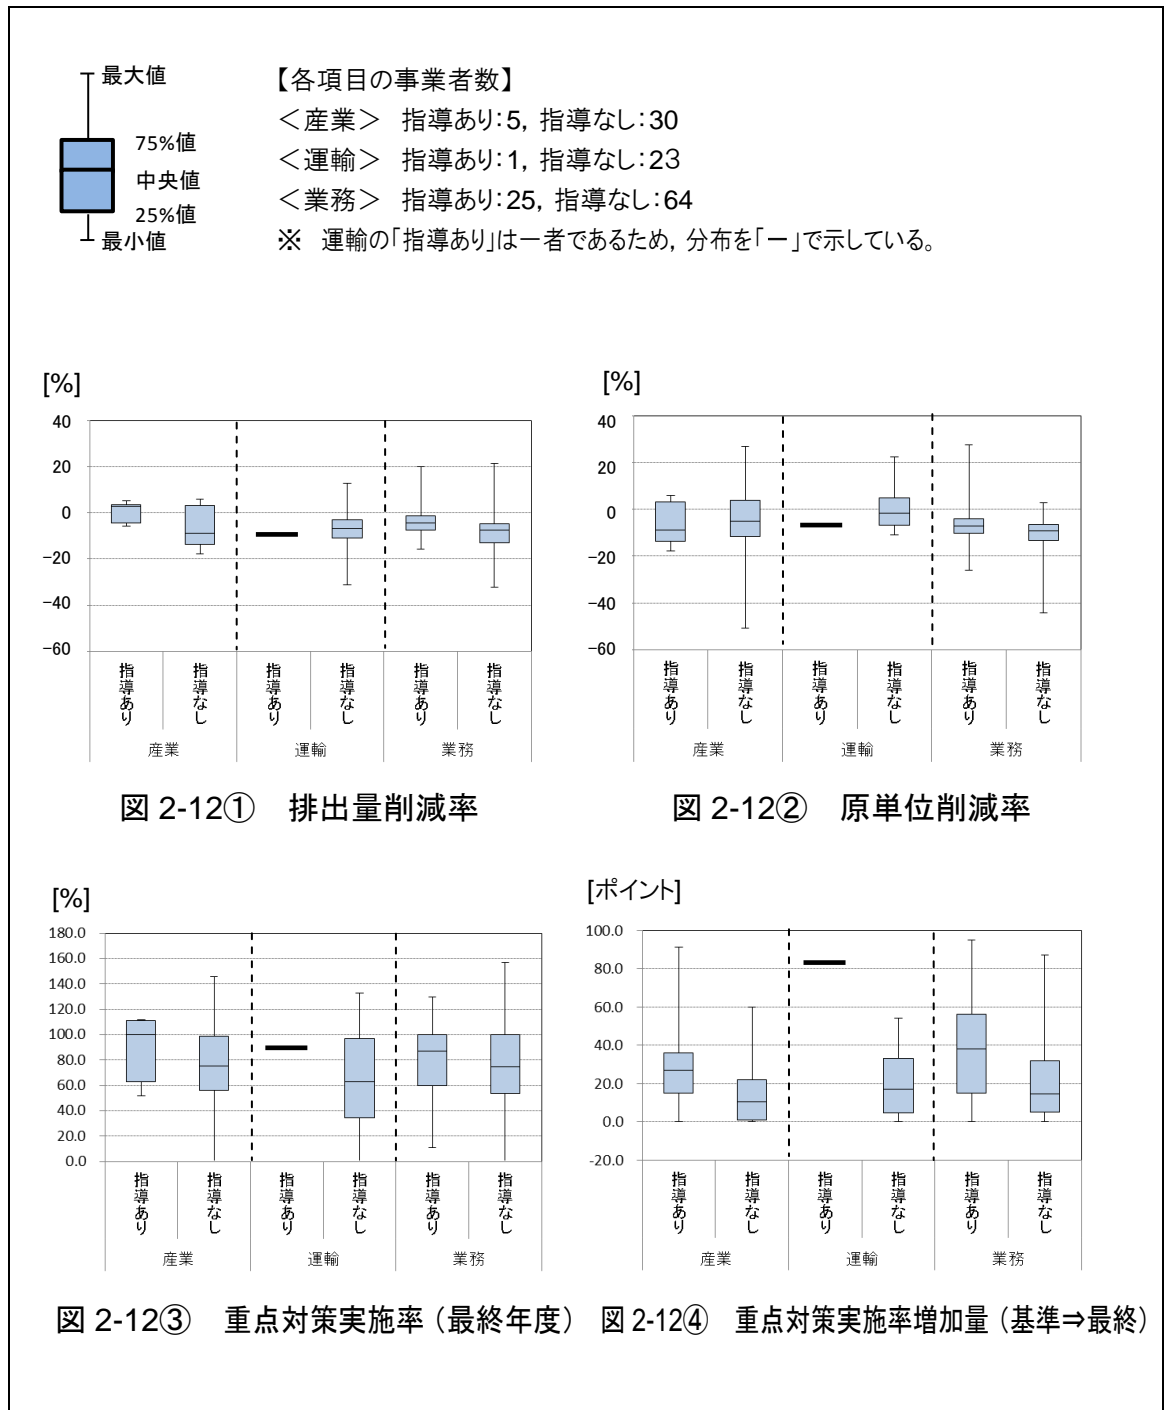 最大値
75%値
中央値
25%値
最小値
【各項目の事業者数】
＜産業＞ 指導あり：5，指導なし：30
＜運輸＞ 指導あり：1，指導なし：23
＜業務＞ 指導あり：25，指導なし：64
※ 運輸の「指導あり」は一者であるため，分布を「－」で示している。
[%]
40
20
0
-20
-40
-60
指導あり 指導なし 指導あり 指導なし 指導あり 指導なし
産業 運輸 業務
図 2-12① 排出量削減率
[%]
40
20
0
-20
-40
-60
指導あり 指導なし 指導あり 指導なし 指導あり 指導なし
産業 運輸 業務
図 2-12② 原単位削減率
[%]
180.0
160.0
140.0
120.0
100.0
80.0
60.0
40.0
20.0
0.0
指導あり 指導なし 指導あり 指導なし 指導あり 指導なし
産業 運輸 業務
図 2-12③ 重点対策実施率（最終年度）
[ポイント]
100.0
80.0
60.0
40.0
20.0
0.0
-20.0
指導あり 指導なし 指導あり 指導なし 指導あり 指導なし
産業 運輸 業務
図 2-12④ 重点対策実施率増加量（基準⇒最終）